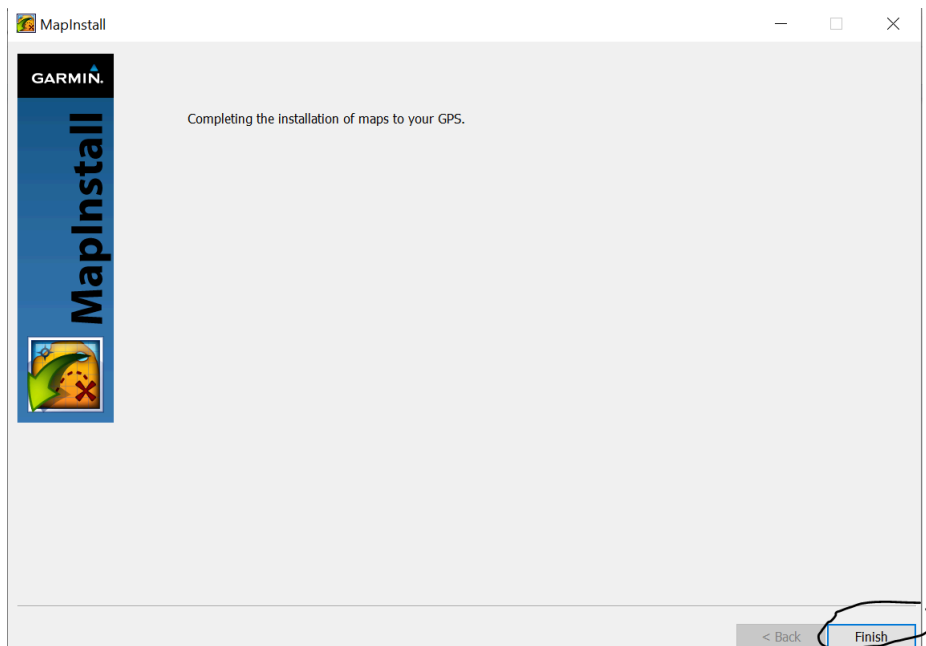 MapInstall
GARMIN.
MapInstall
Completing the installation of maps to your GPS.
< Back
Finish